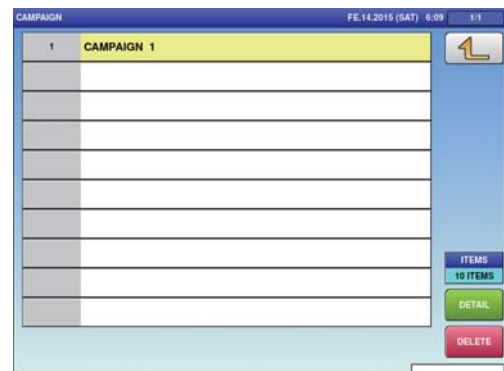 CAMPAIGN FE.14.2015 (SAT) 6:09 1/1
1 CAMPAIGN 1
ITEMS
10 ITEMS
DETAIL
DELETE